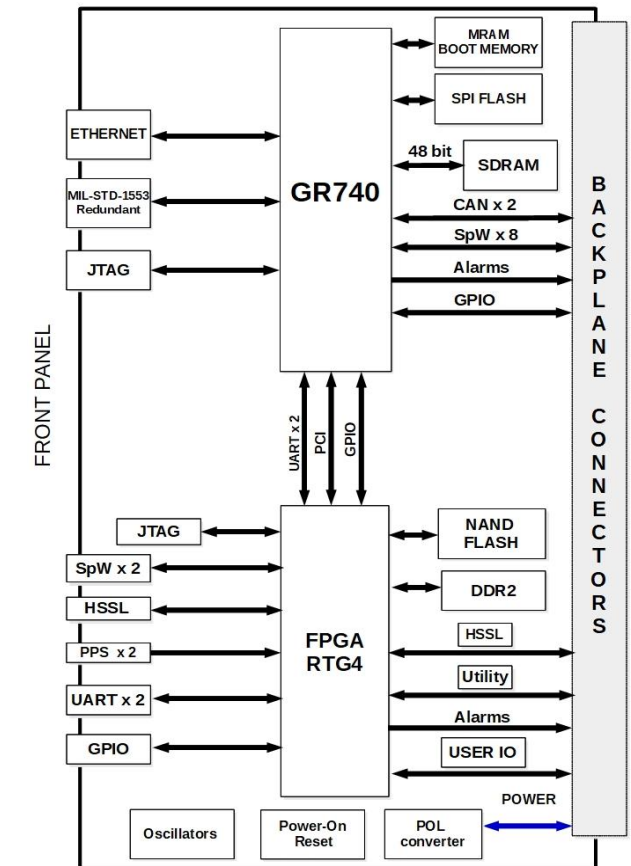 MRAM
BOOT MEMORY
SPI FLASH
ETHERNET
48 bit
SDRAM
MIL-STD-1553
Redundant
GR740
CAN x 2
SpW x 8
JTAG
Alarms
GPIO
BACKPLANE CONNECTORS
FRONT PANEL
UART x 2
PCI
GPIO
JTAG
NAND
FLASH
SpW x 2
DDR2
HSSL
HSSL
PPS x 2
FPGA
RTG4
Utility
UART x 2
Alarms
GPIO
USER IO
POWER
Oscillators
Power-On
Reset
POL
converter